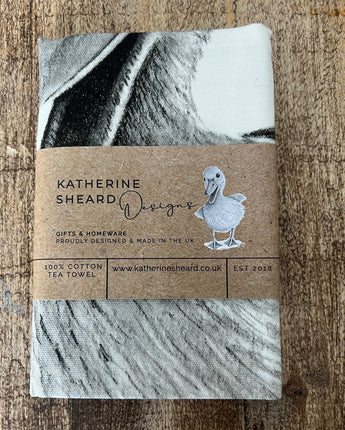 KATHERINE
SHEARD Designs
GIFTS & HOMEWARE
PROUDLY DESIGNED & MADE IN THE UK
100% COTTON
TEA TOWEL
www.katherinesheard.co.uk
EST 2018